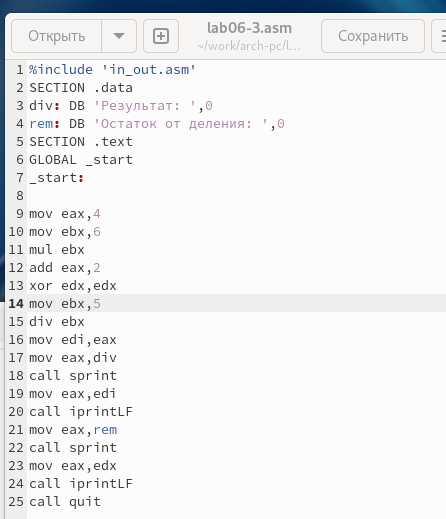 Открыть
lab06-3.asm
~/work/arch-pc/l...
Сохранить
1 %include 'in_out.asm'
2 SECTION .data
3 div: DB 'Результат: ',0
4 rem: DB 'Остаток от деления: ',0
5 SECTION .text
6 GLOBAL _start
7 _start:
8
9 mov eax,4
10 mov ebx,6
11 mul ebx
12 add eax,2
13 xor edx,edx
14 mov ebx,5
15 div ebx
16 mov edi,eax
17 mov eax,div
18 call sprint
19 mov eax,edi
20 call iprintLF
21 mov eax,rem
22 call sprint
23 mov eax,edx
24 call iprintLF
25 call quit